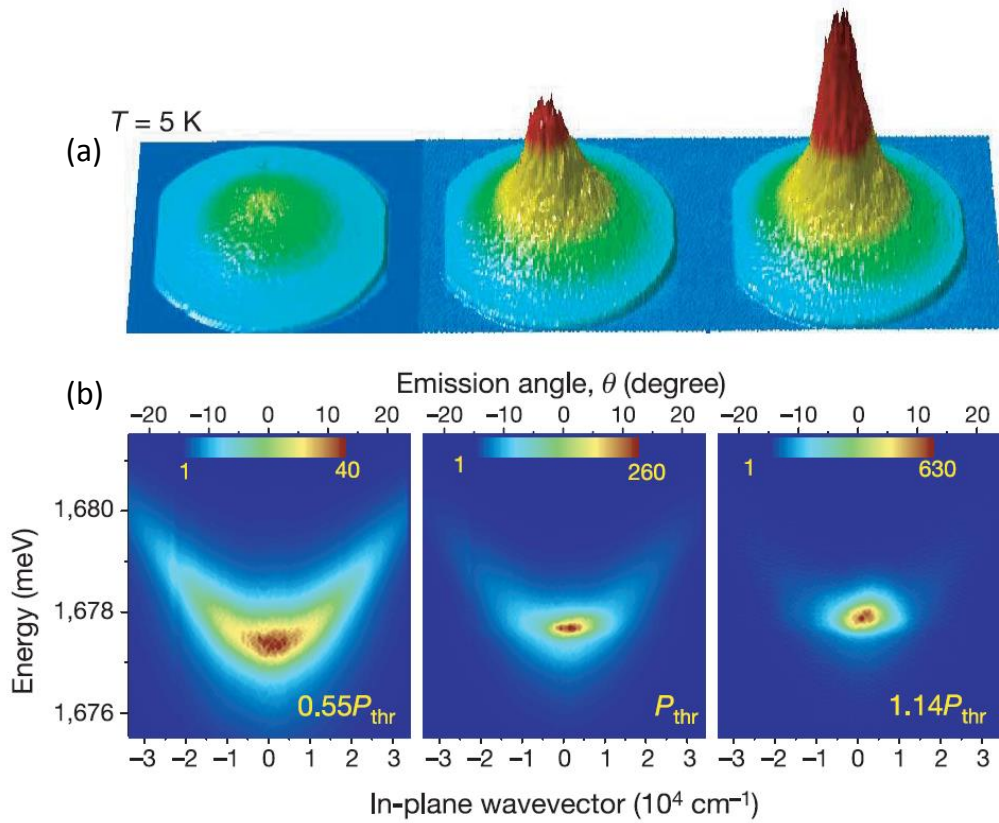 T = 5 K
(a)
(b)
Emission angle, θ (degree)
−20 −10 0 10 20 −20 −10 0 10 20 −20 −10 0 10 20
1 40 1 260 1 630
1,680
1,678
1,676
Energy (meV)
0.55Pthr Pthr 1.14Pthr
−3 −2 −1 0 1 2 3 −3 −2 −1 0 1 2 3 −3 −2 −1 0 1 2 3
In-plane wavevector (10⁴ cm⁻¹)